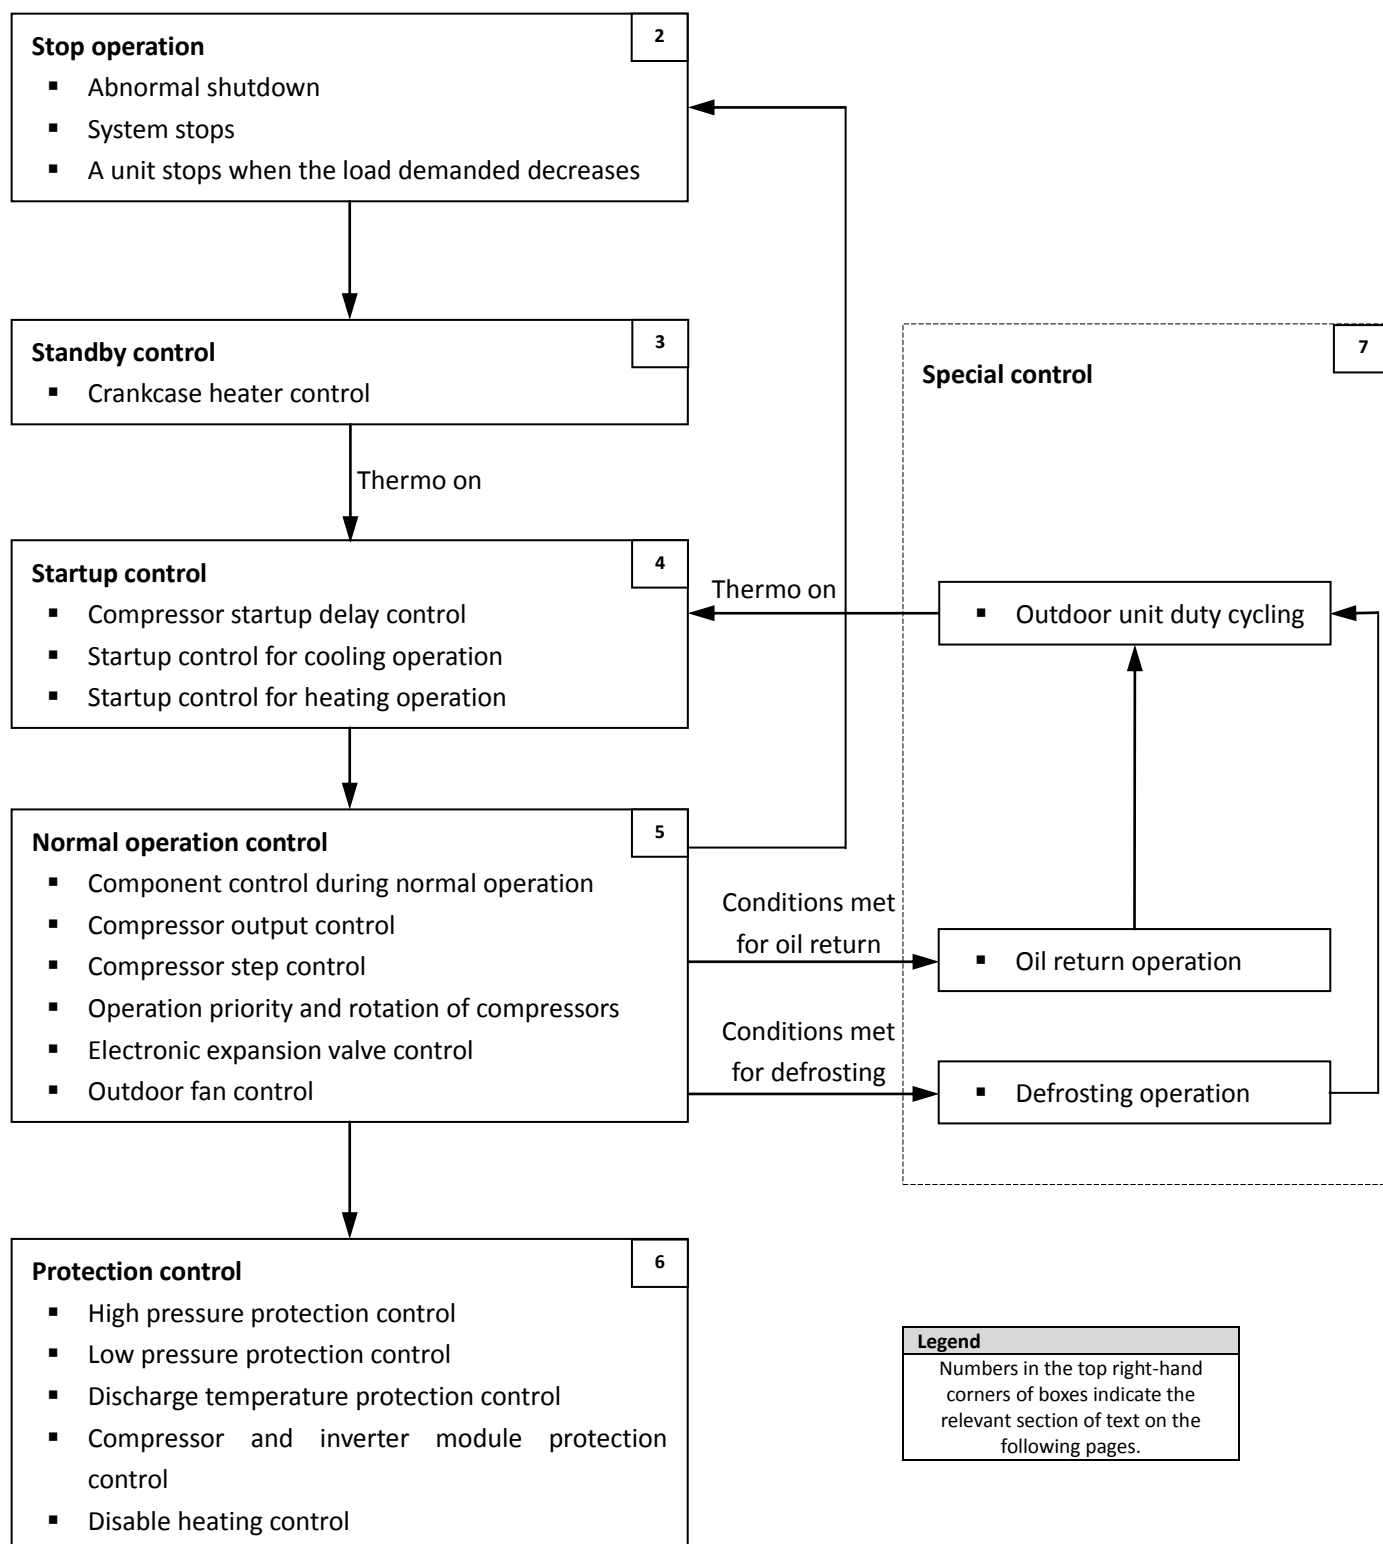 Stop operation
2
▪ Abnormal shutdown
▪ System stops
▪ A unit stops when the load demanded decreases
Standby control
3
▪ Crankcase heater control
Thermo on
Startup control
4
▪ Compressor startup delay control
▪ Startup control for cooling operation
▪ Startup control for heating operation
Normal operation control
5
▪ Component control during normal operation
▪ Compressor output control
▪ Compressor step control
▪ Operation priority and rotation of compressors
▪ Electronic expansion valve control
▪ Outdoor fan control
Protection control
6
▪ High pressure protection control
▪ Low pressure protection control
▪ Discharge temperature protection control
▪ Compressor and inverter module protection
control
▪ Disable heating control
Special control
7
Thermo on
▪ Outdoor unit duty cycling
Conditions met
for oil return
▪ Oil return operation
Conditions met
for defrosting
▪ Defrosting operation
Legend
Numbers in the top right-hand
corners of boxes indicate the
relevant section of text on the
following pages.